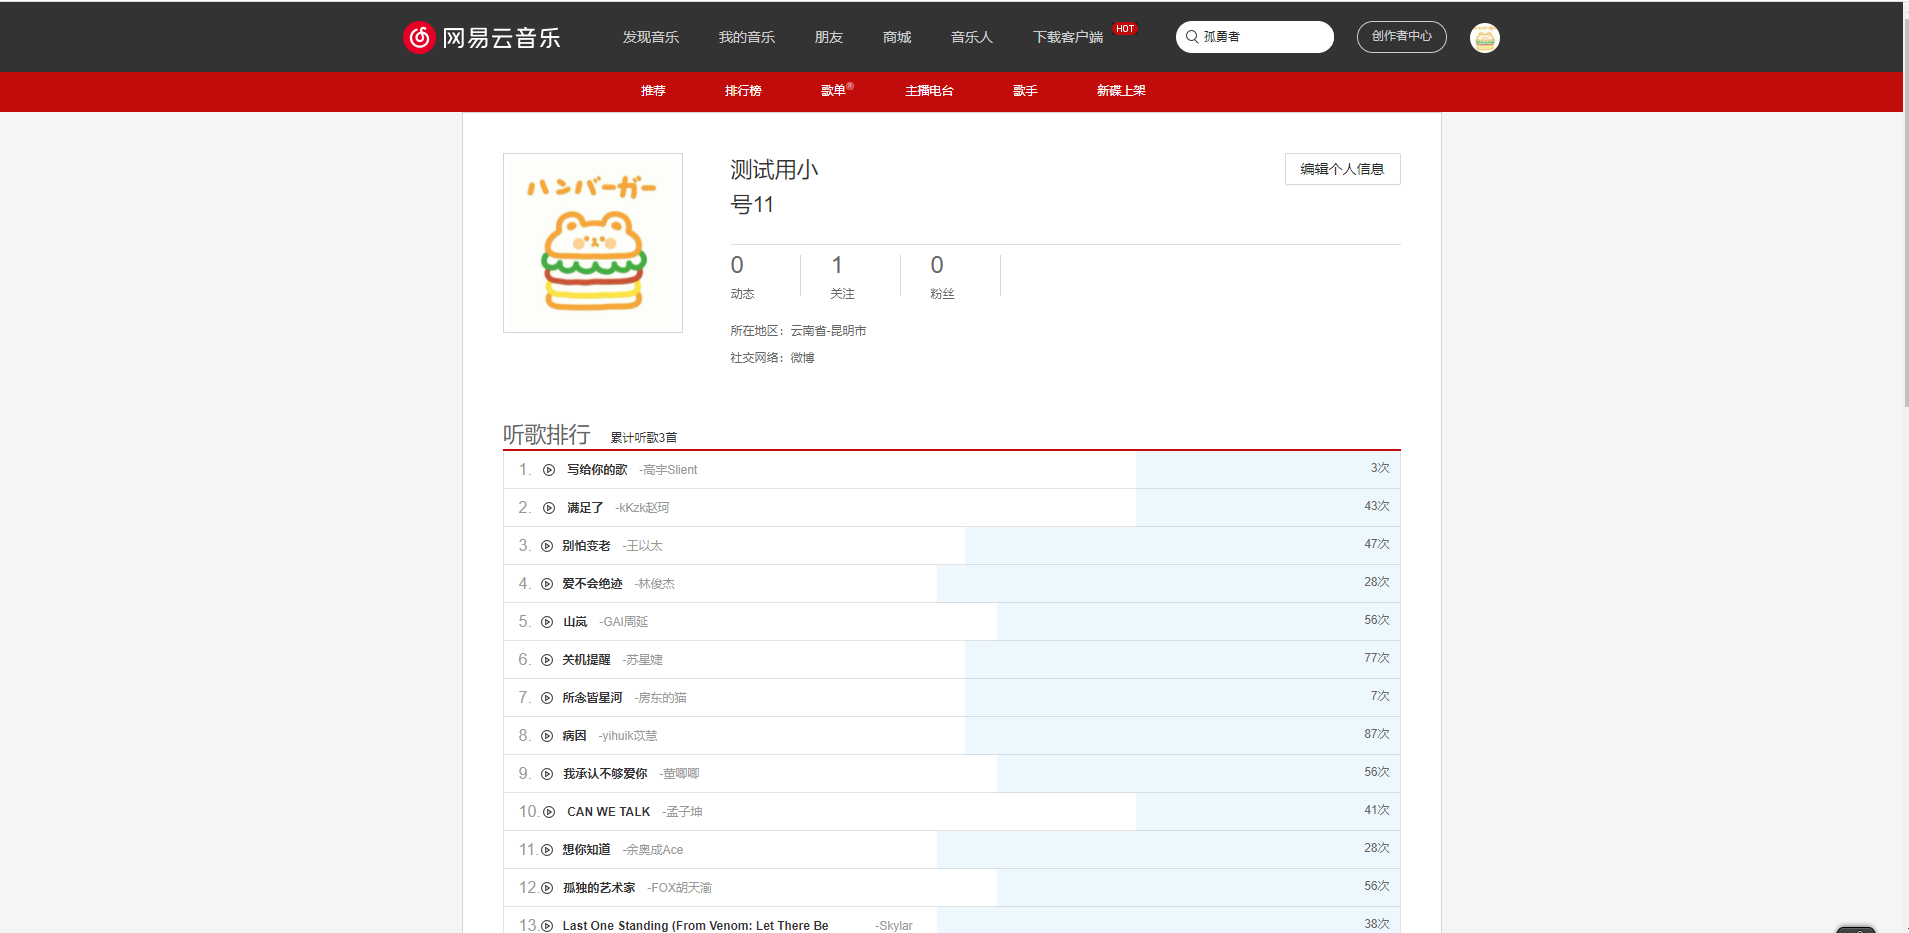 网易云音乐
发现音乐 我的音乐 朋友 商城 音乐人 下载客户端 HOT 孤勇者 创作者中心
推荐 排行榜 歌单® 主播电台 歌手 新碟上架
ハンバーガー
测试用小
号11
编辑个人信息
0 1 0
动态 关注 粉丝
所在地区：云南省-昆明市
社交网络：微博
听歌排行 累计听歌3首
1. 写给你的歌 -高宇Slient 3次
2. 满足了 -kKzk赵珂 43次
3. 别怕变老 -王以太 47次
4. 爱不会绝迹 -林俊杰 28次
5. 山岚 -GAI周延 56次
6. 关机提醒 -苏星婕 77次
7. 所念皆星河 -房东的猫 7次
8. 病因 -yihuik苡慧 87次
9. 我承认不够爱你 -萱唧唧 56次
10. CAN WE TALK -孟子坤 41次
11. 想你知道 -余奥成Ace 28次
12. 孤独的艺术家 -FOX胡天渝 56次
13. Last One Standing (From Venom: Let There Be -Skylar 38次